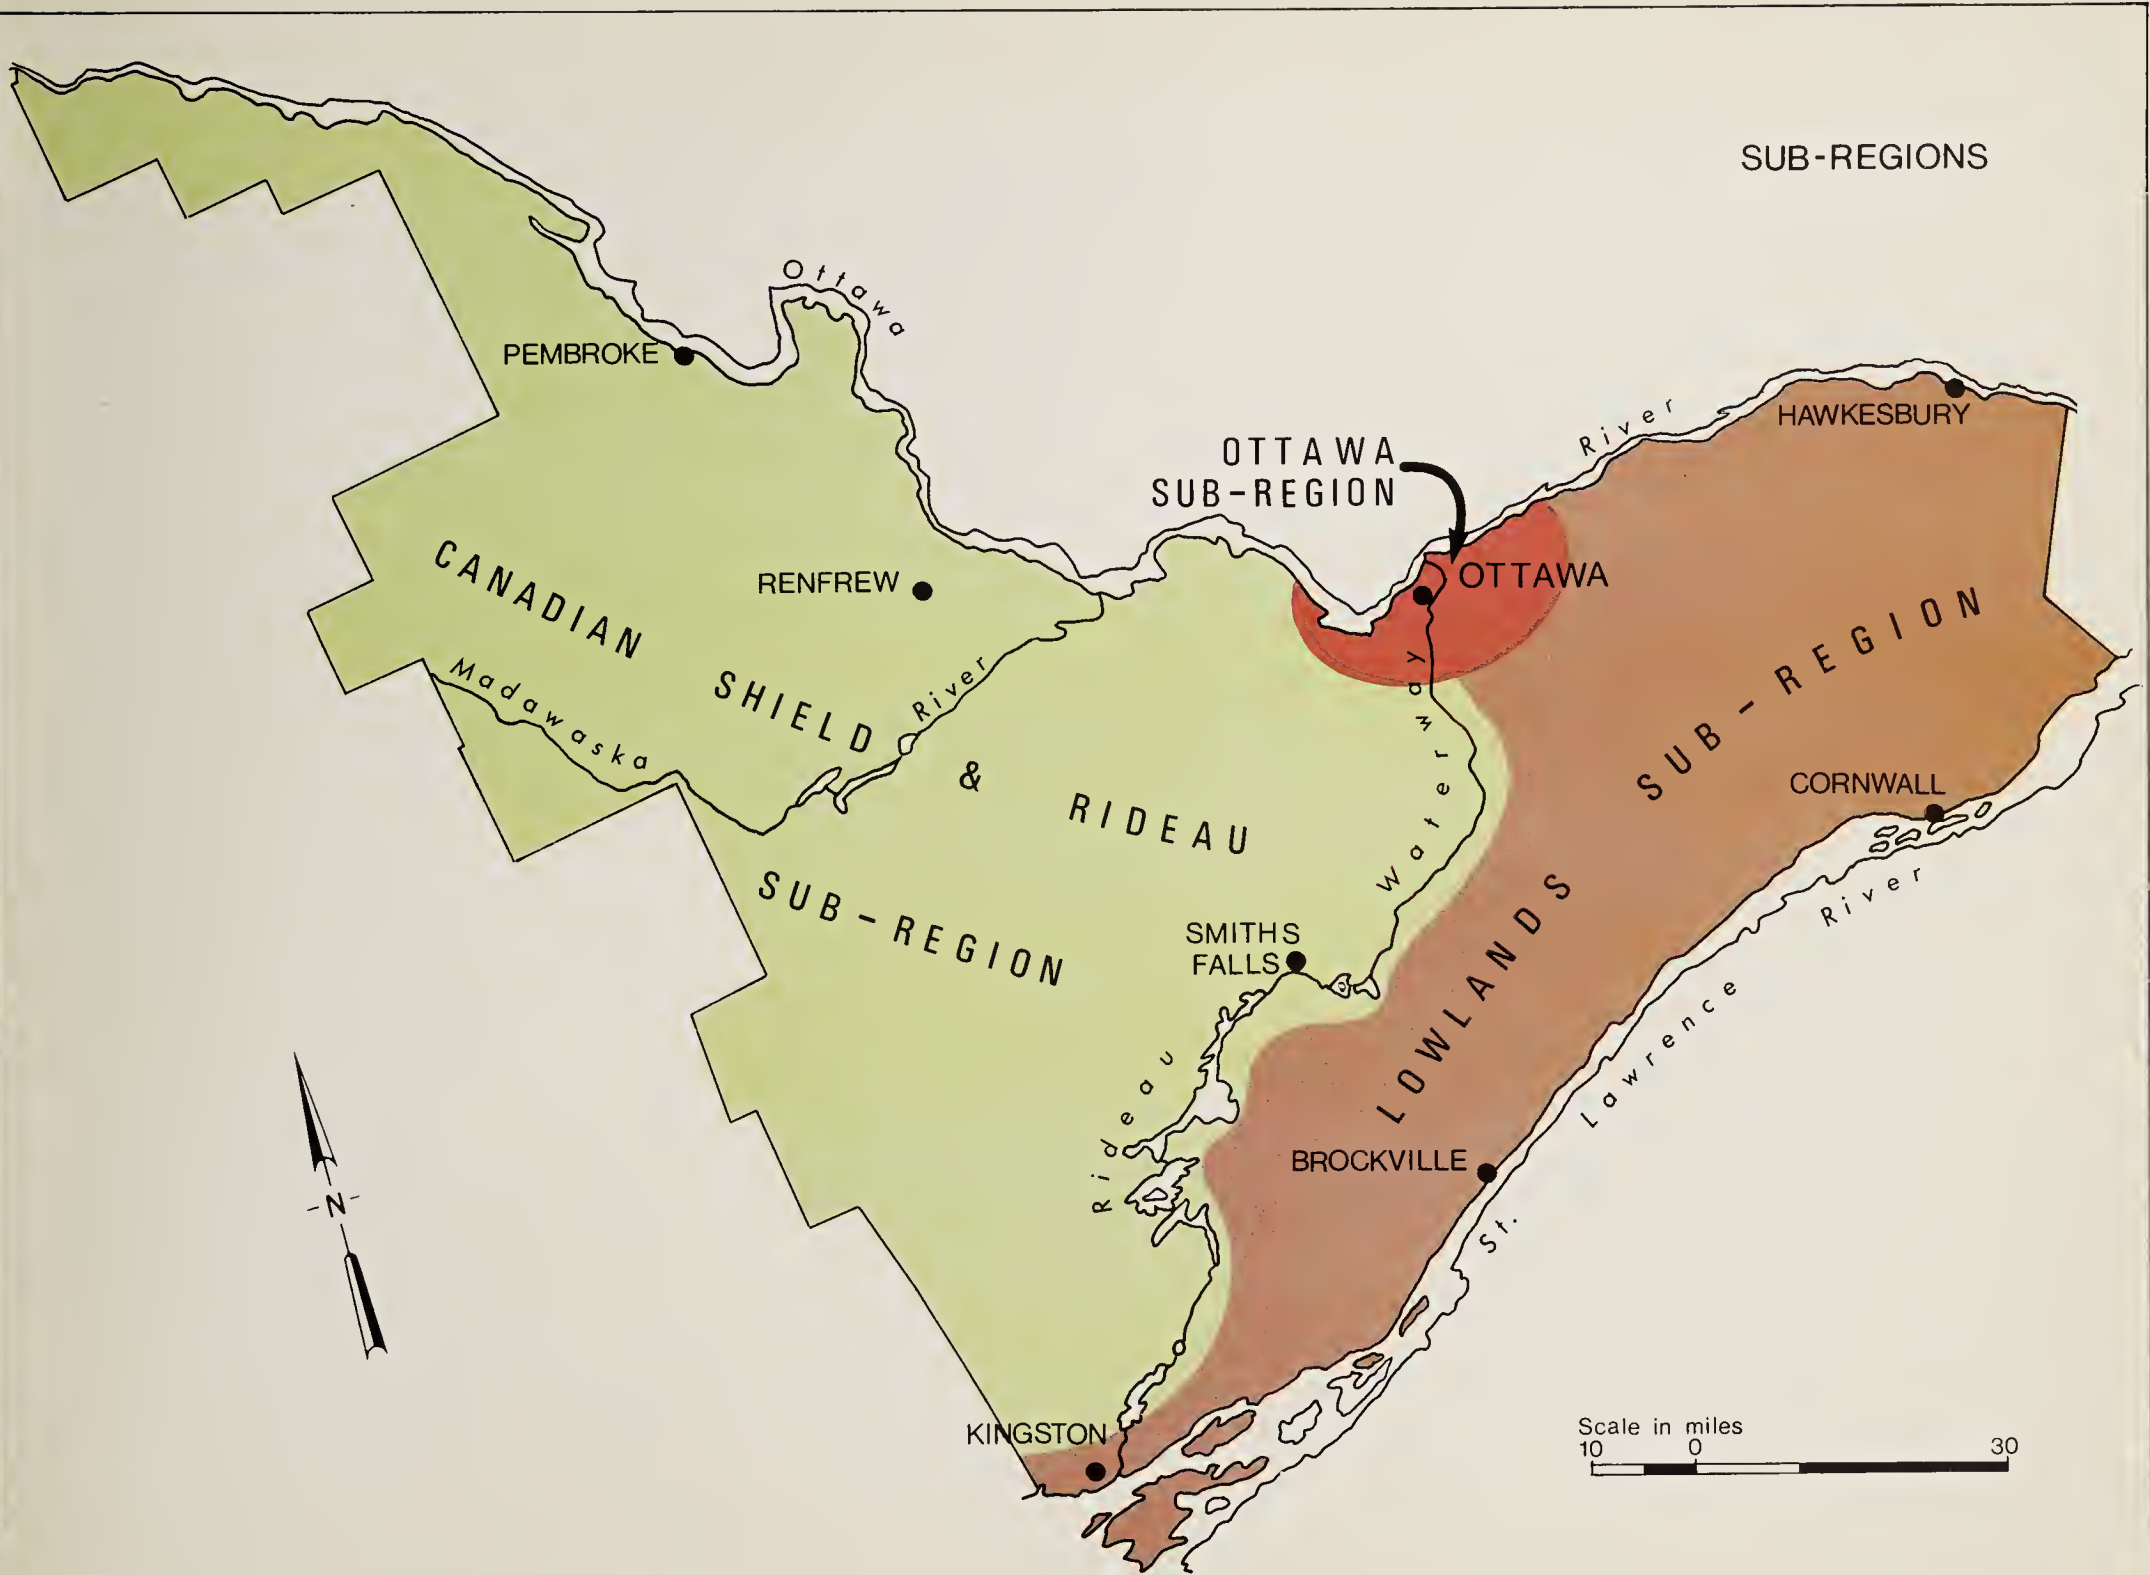 SUB-REGIONS
Ottawa
PEMBROKE
River
HAWKESBURY
OTTAWA
SUB-REGION
OTTAWA
RENFREW
CANADIAN SHIELD & RIDEAU
SUB-REGION
Madawaska River
LOWLANDS SUB-REGION
CORNWALL
SMITHS
FALLS
Rideau Waterway
BROCKVILLE
St. Lawrence River
KINGSTON
N
Scale in miles
10 0 30